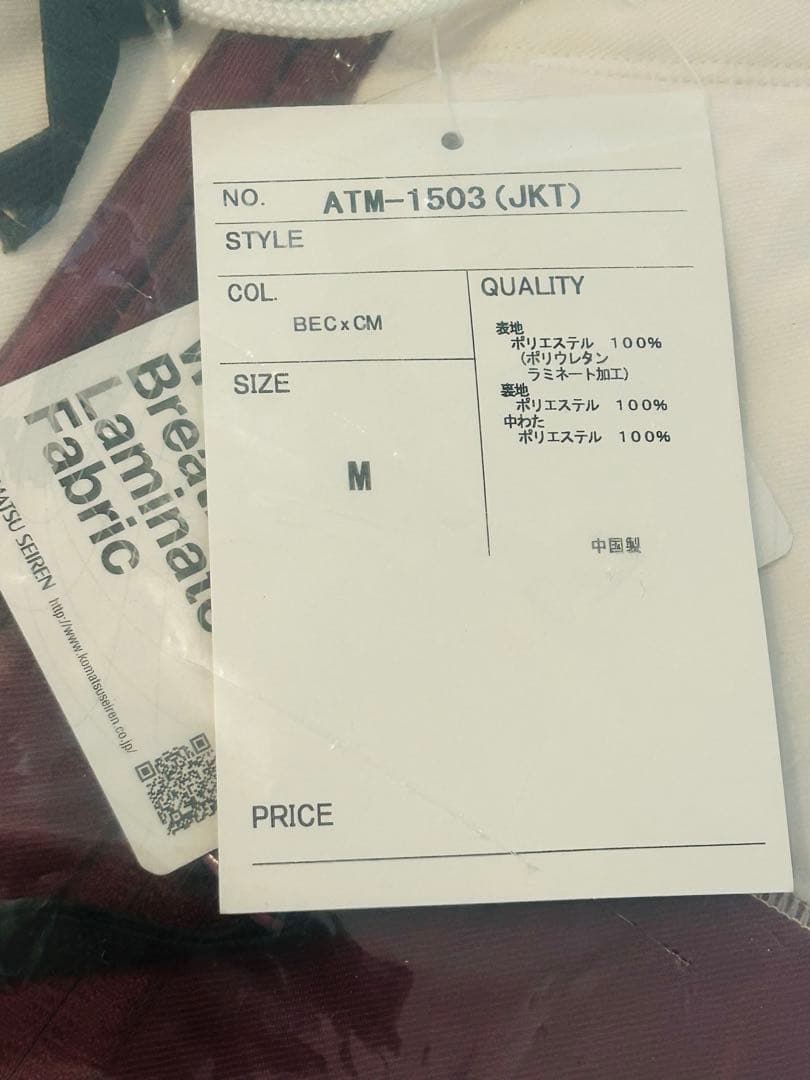 NO. ATM-1503(JKT)
STYLE
COL.
BEC x CM
SIZE
M
QUALITY
表地
ポリエステル 100%
(ポリウレタン
ラミネート加工)
裏地
ポリエステル 100%
中わた
ポリエステル 100%
中国製
PRICE
Laminate
Fabric
SEIREN http://www.komatsuseiren.co.jp/